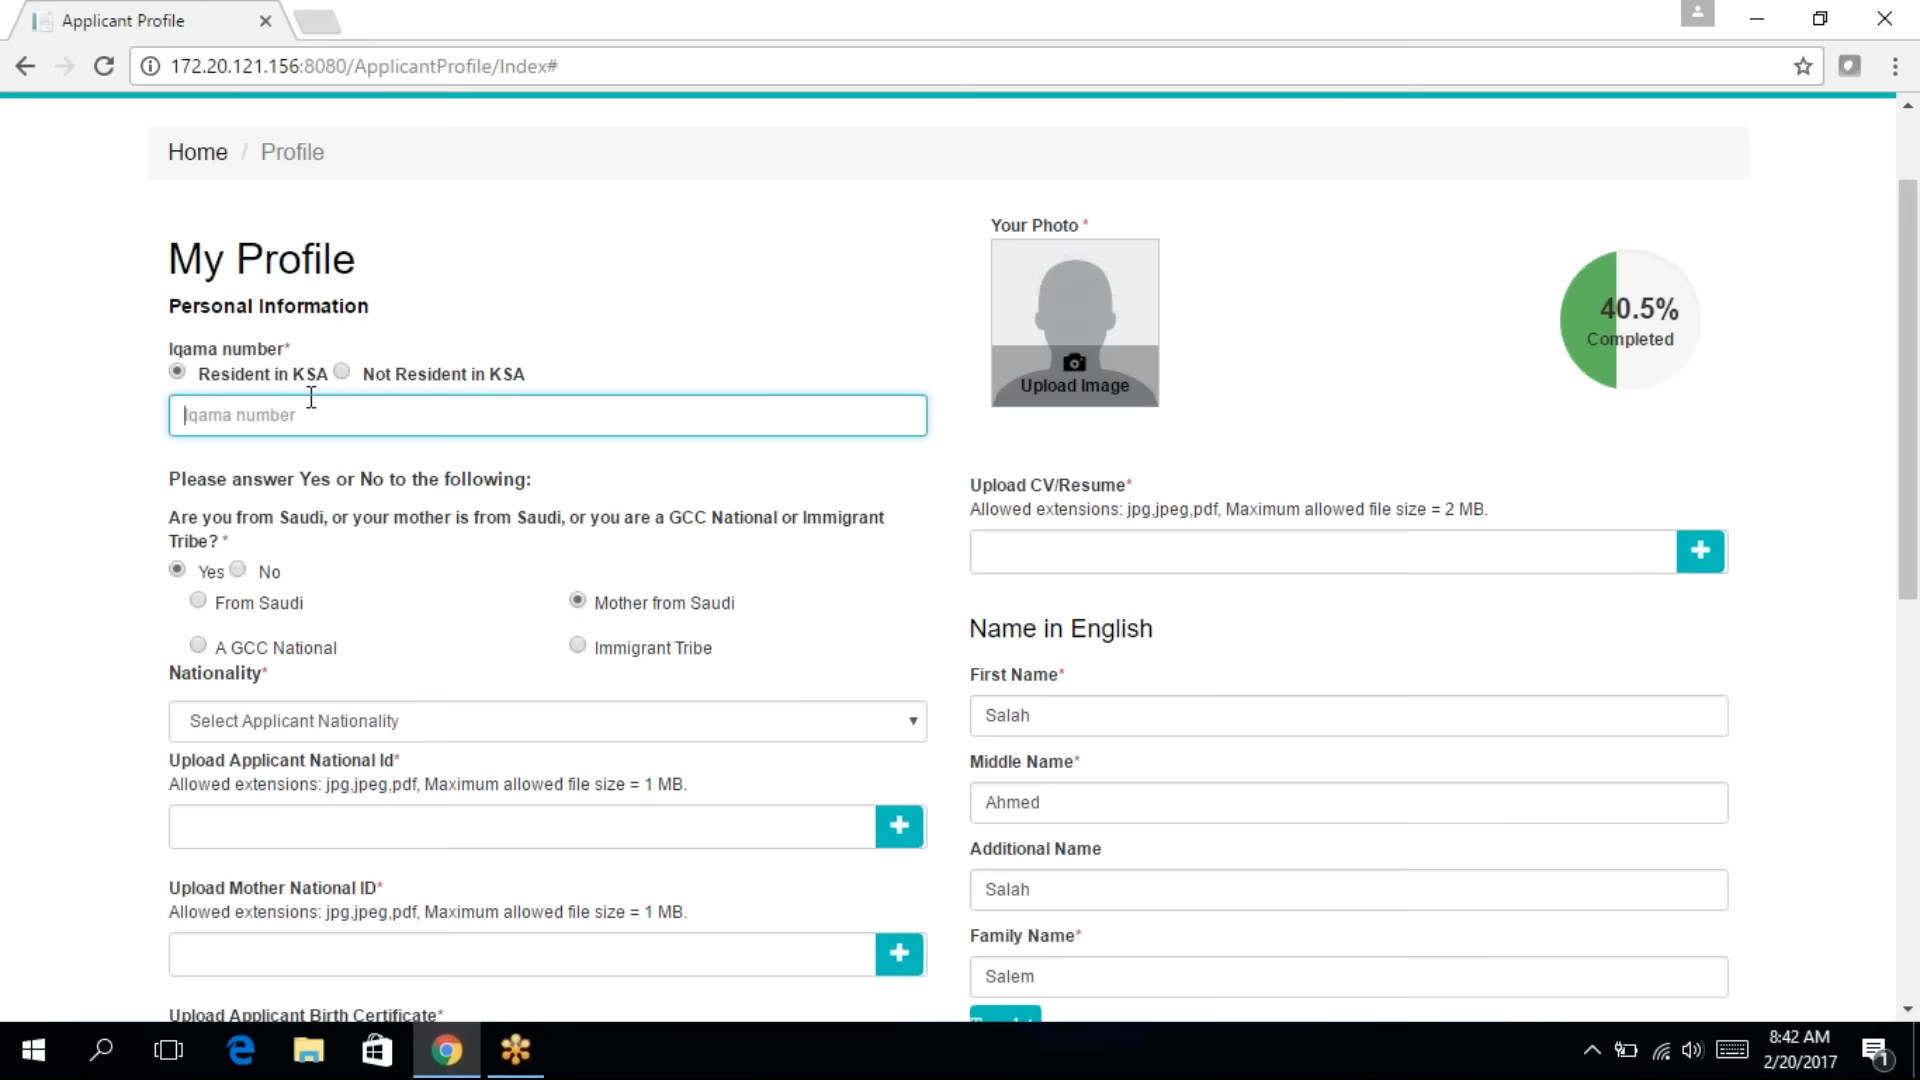 Applicant Profile
172.20.121.156:8080/ApplicantProfile/Index#
Home / Profile
My Profile
Personal Information
Iqama number*
Resident in KSA Not Resident in KSA
Iqama number
Please answer Yes or No to the following:
Are you from Saudi, or your mother is from Saudi, or you are a GCC National or Immigrant
Tribe? *
Yes No
From Saudi Mother from Saudi
A GCC National Immigrant Tribe
Nationality*
Select Applicant Nationality
Upload Applicant National Id*
Allowed extensions: jpg,jpeg,pdf, Maximum allowed file size = 1 MB.
Upload Mother National ID*
Allowed extensions: jpg,jpeg,pdf, Maximum allowed file size = 1 MB.
Upload Applicant Birth Certificate*
Your Photo *
Upload Image
40.5%
Completed
Upload CV/Resume*
Allowed extensions: jpg,jpeg,pdf, Maximum allowed file size = 2 MB.
Name in English
First Name*
Salah
Middle Name*
Ahmed
Additional Name
Salah
Family Name*
Salem
8:42 AM
2/20/2017
1